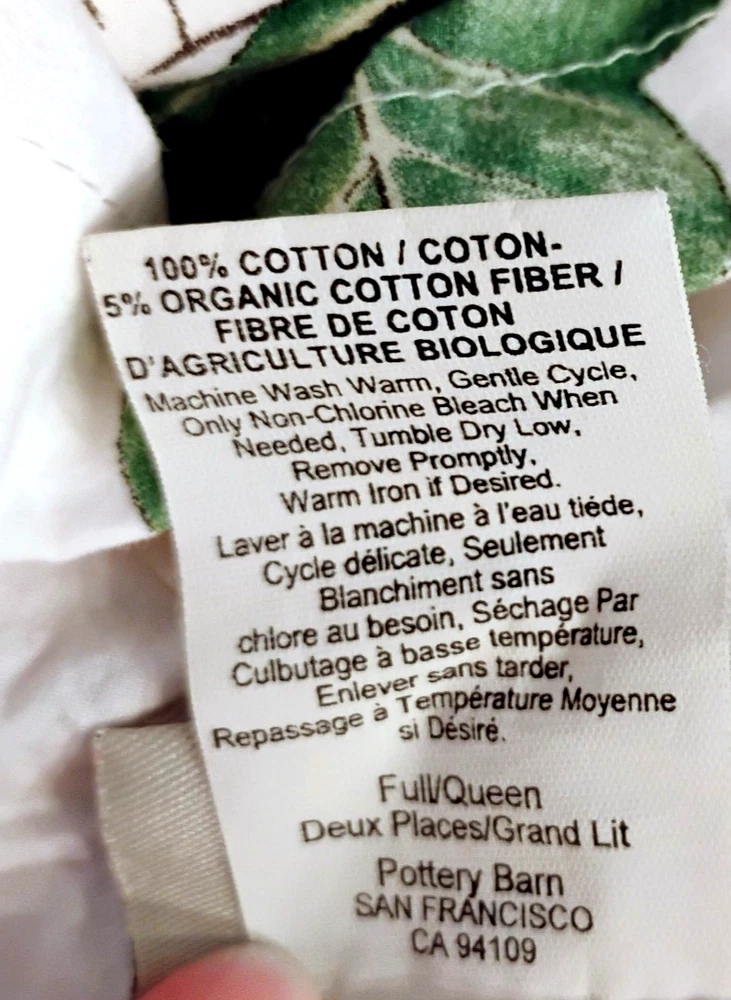 100% COTTON / COTON-
5% ORGANIC COTTON FIBER /
FIBRE DE COTON
D'AGRICULTURE BIOLOGIQUE
Machine Wash Warm, Gentle Cycle,
Only Non-Chlorine Bleach When
Needed, Tumble Dry Low,
Remove Promptly,
Warm Iron if Desired.
Laver à la machine à l'eau tiéde,
Cycle délicate, Seulement
Blanchiment sans
chlore au besoin, Séchage Par
Culbutage à basse température,
Enlever sans tarder,
Repassage à Température Moyenne
si Désiré.
Full/Queen
Deux Places/Grand Lit
Pottery Barn
SAN FRANCISCO
CA 94109